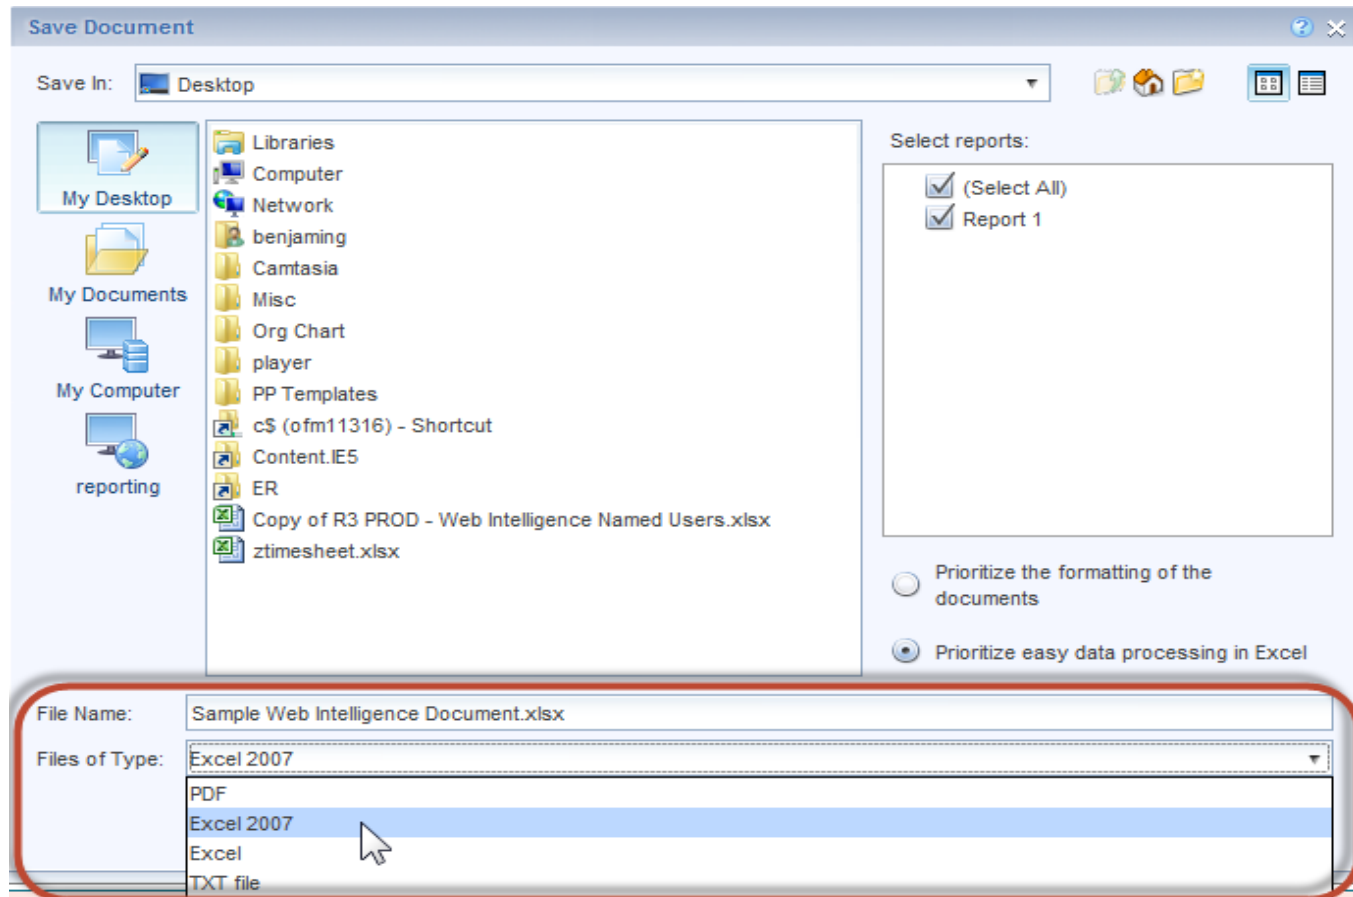 Save Document
Save In:
Desktop
My Desktop
My Documents
My Computer
reporting
Libraries
Computer
Network
benjaming
Camtasia
Misc
Org Chart
player
PP Templates
c$ (ofm11316) - Shortcut
Content.IE5
ER
Copy of R3 PROD - Web Intelligence Named Users.xlsx
ztimesheet.xlsx
Select reports:
(Select All)
Report 1
Prioritize the formatting of the
documents
Prioritize easy data processing in Excel
File Name:
Sample Web Intelligence Document.xlsx
Files of Type:
Excel 2007
PDF
Excel 2007
Excel
TXT file